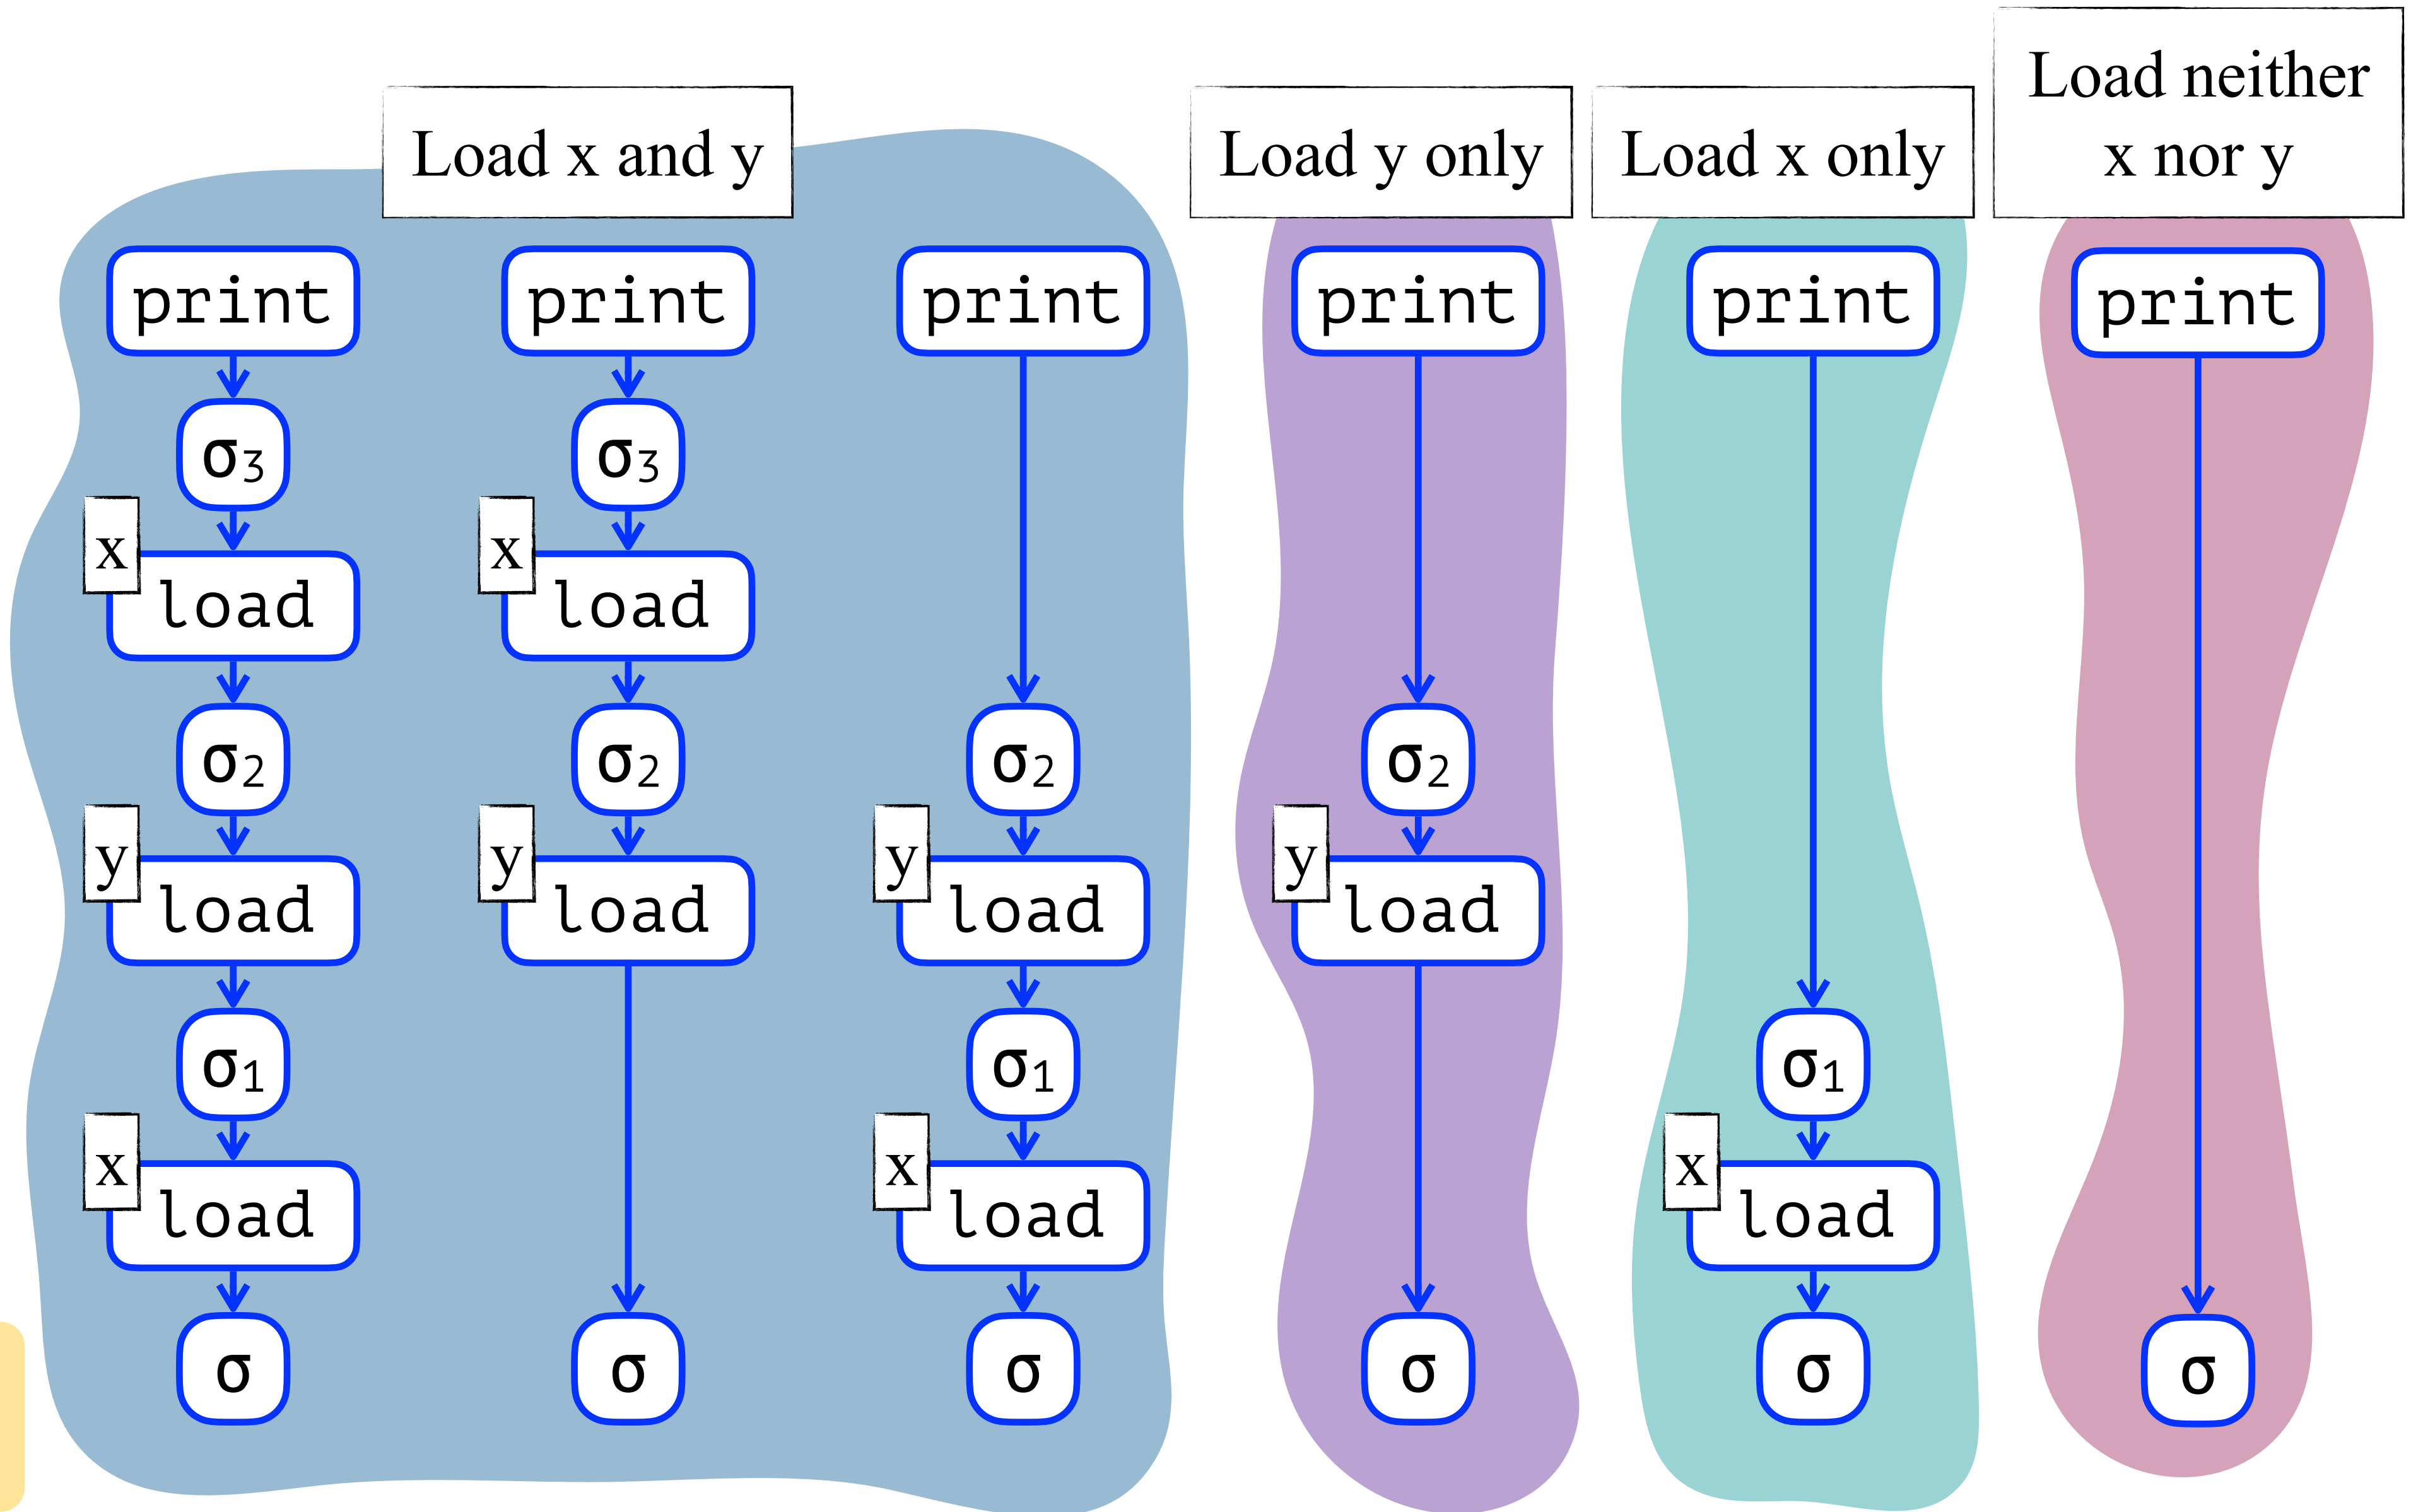 Load x and y
Load y only
Load x only
Load neither
x nor y
print
σ3
x
load
σ2
y
load
σ1
x
load
σ
print
σ3
x
load
σ2
y
load
σ
print
σ2
y
load
σ1
x
load
σ
print
σ2
y
load
σ
print
σ1
x
load
σ
print
σ